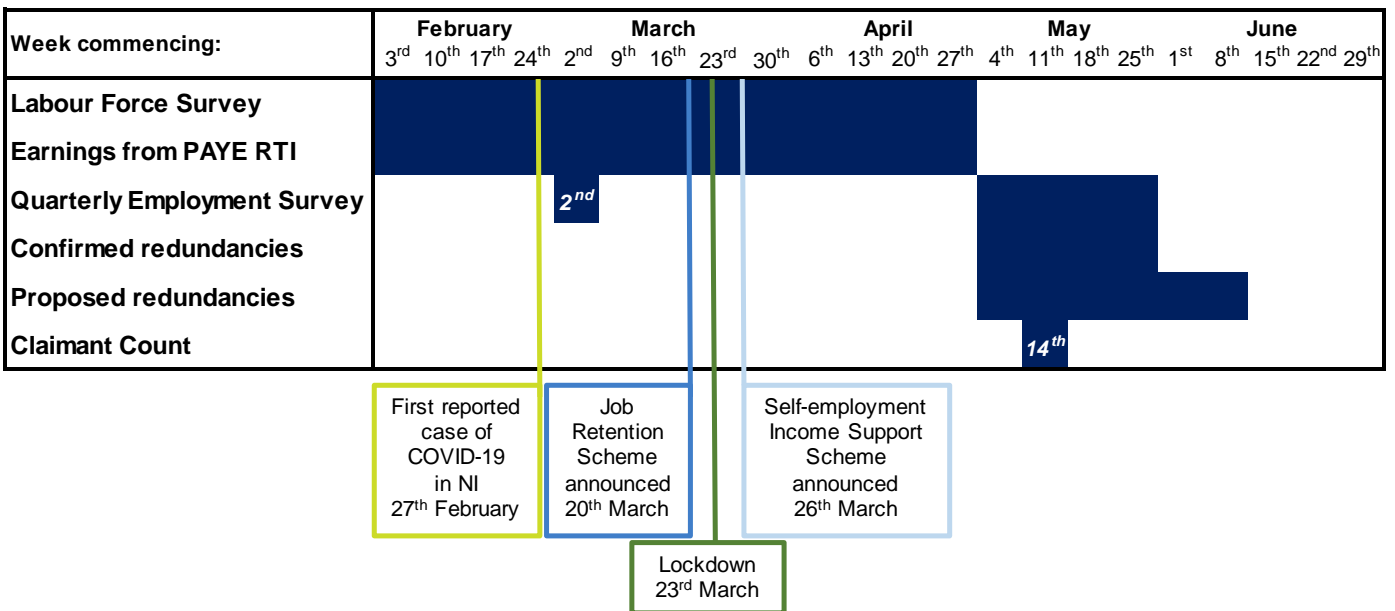 Week commencing:
February March April May June
3rd 10th 17th 24th 2nd 9th 16th 23rd 30th 6th 13th 20th 27th 4th 11th 18th 25th 1st 8th 15th 22nd 29th
Labour Force Survey
Earnings from PAYE RTI
Quarterly Employment Survey
2nd
Confirmed redundancies
Proposed redundancies
Claimant Count
14th
First reported
case of
COVID-19
in NI
27th February
Job
Retention
Scheme
announced
20th March
Self-employment
Income Support
Scheme
announced
26th March
Lockdown
23rd March